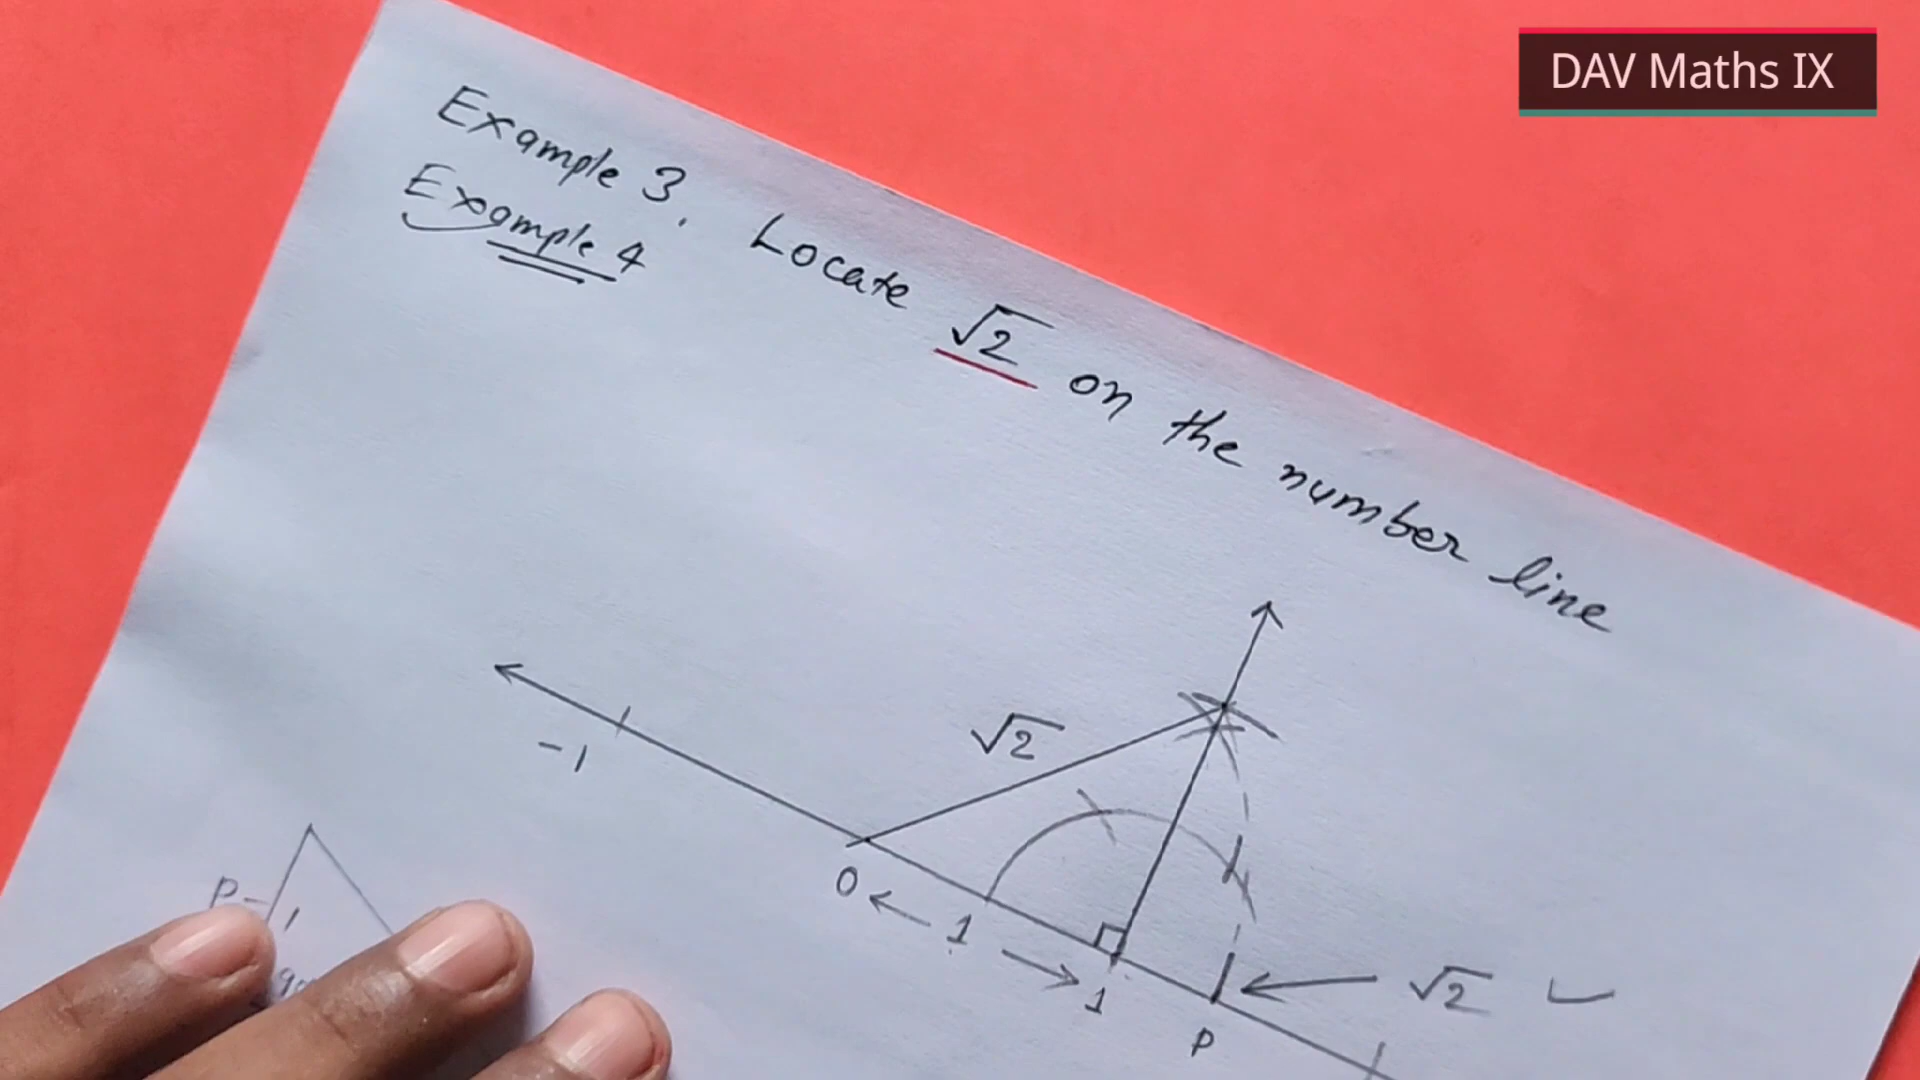 DAV Maths IX
Example 3. Locate √2 on the number line
Example 4
√2
-1
0 ← 1 → 1
P
√2
P
1